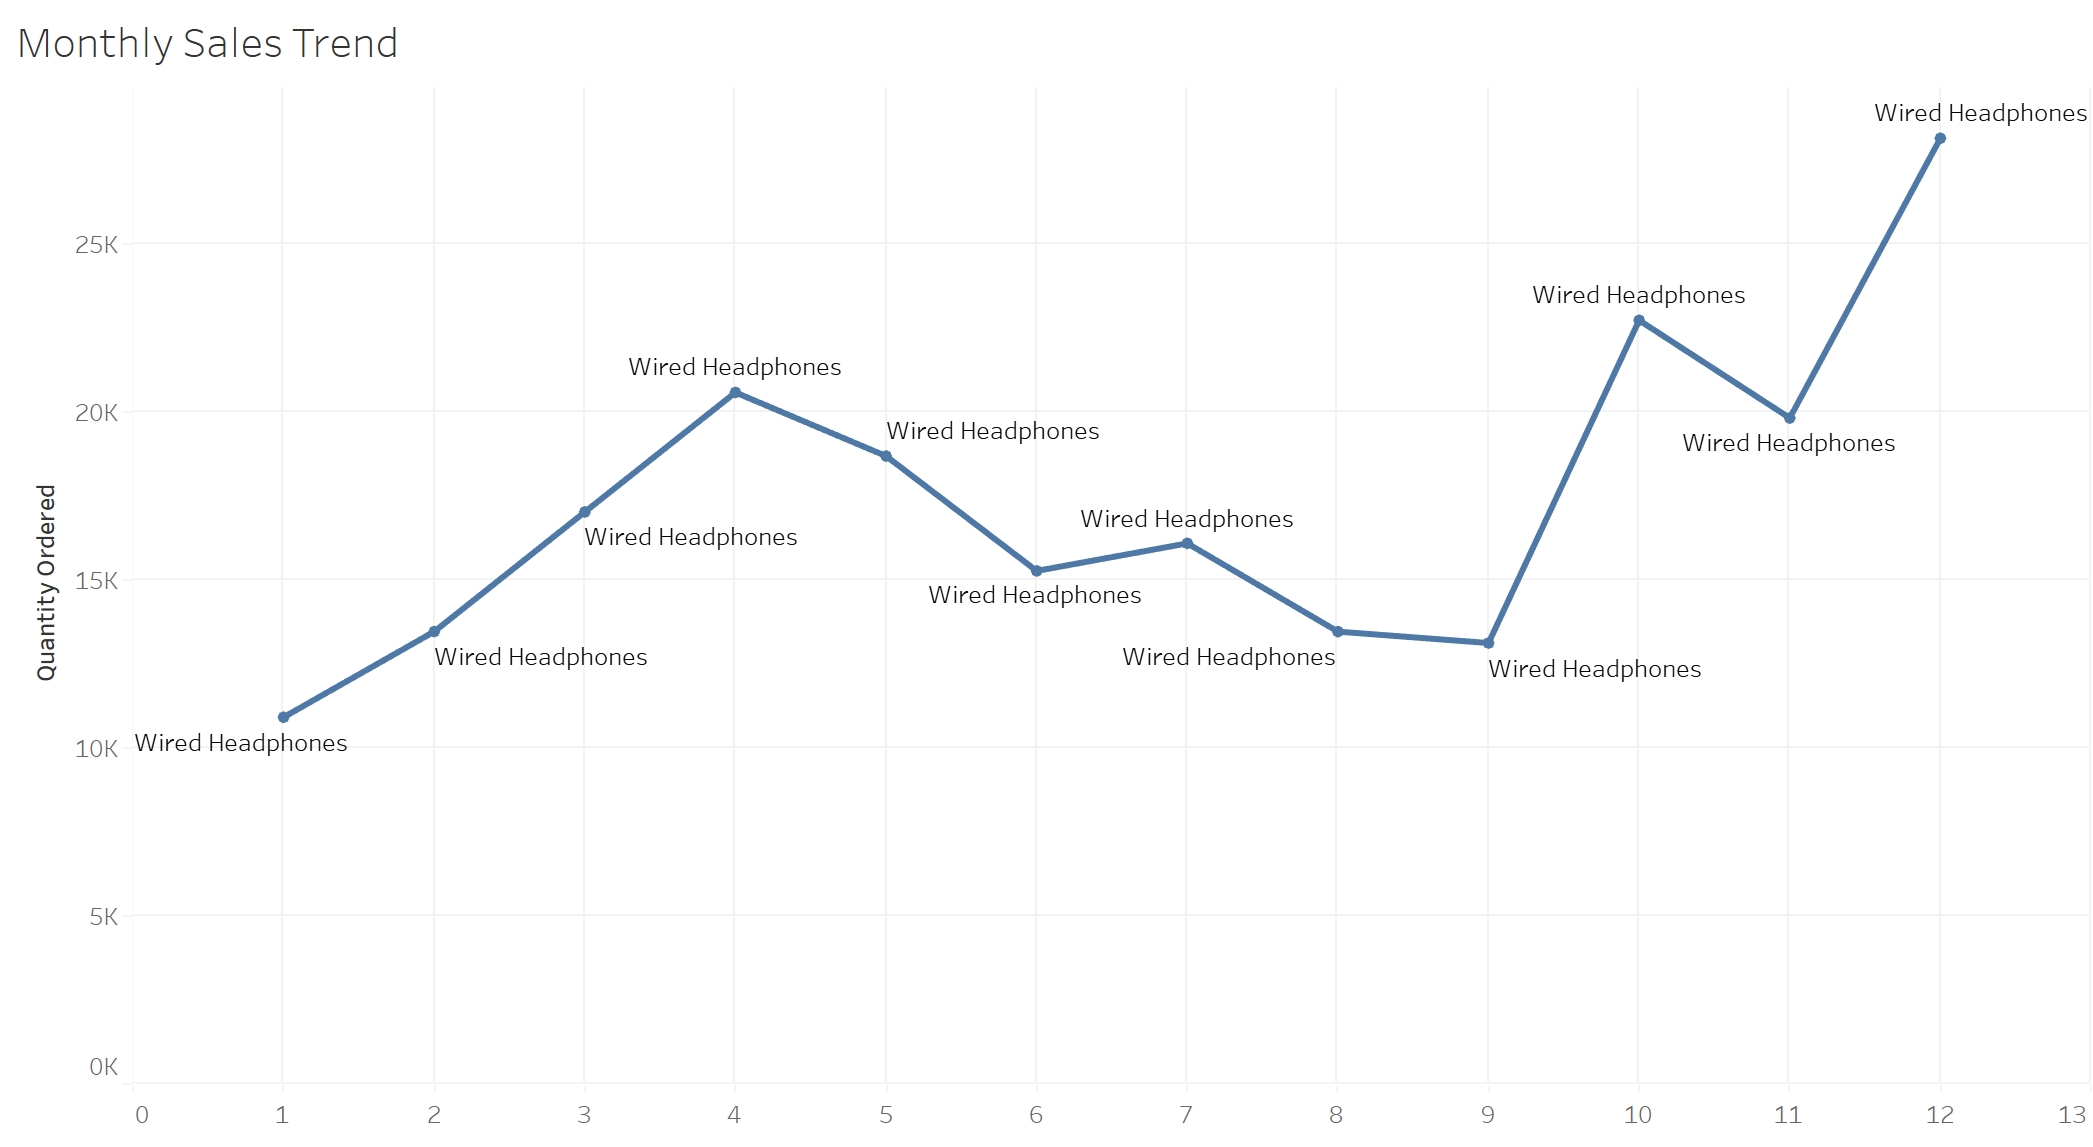 Monthly Sales Trend
Wired Headphones
25K
Wired Headphones
Wired Headphones
20K
Wired Headphones
Wired Headphones
Quantity Ordered
Wired Headphones
Wired Headphones
15K
Wired Headphones
Wired Headphones
Wired Headphones
Wired Headphones
10K
Wired Headphones
5K
0K
0 1 2 3 4 5 6 7 8 9 10 11 12 13